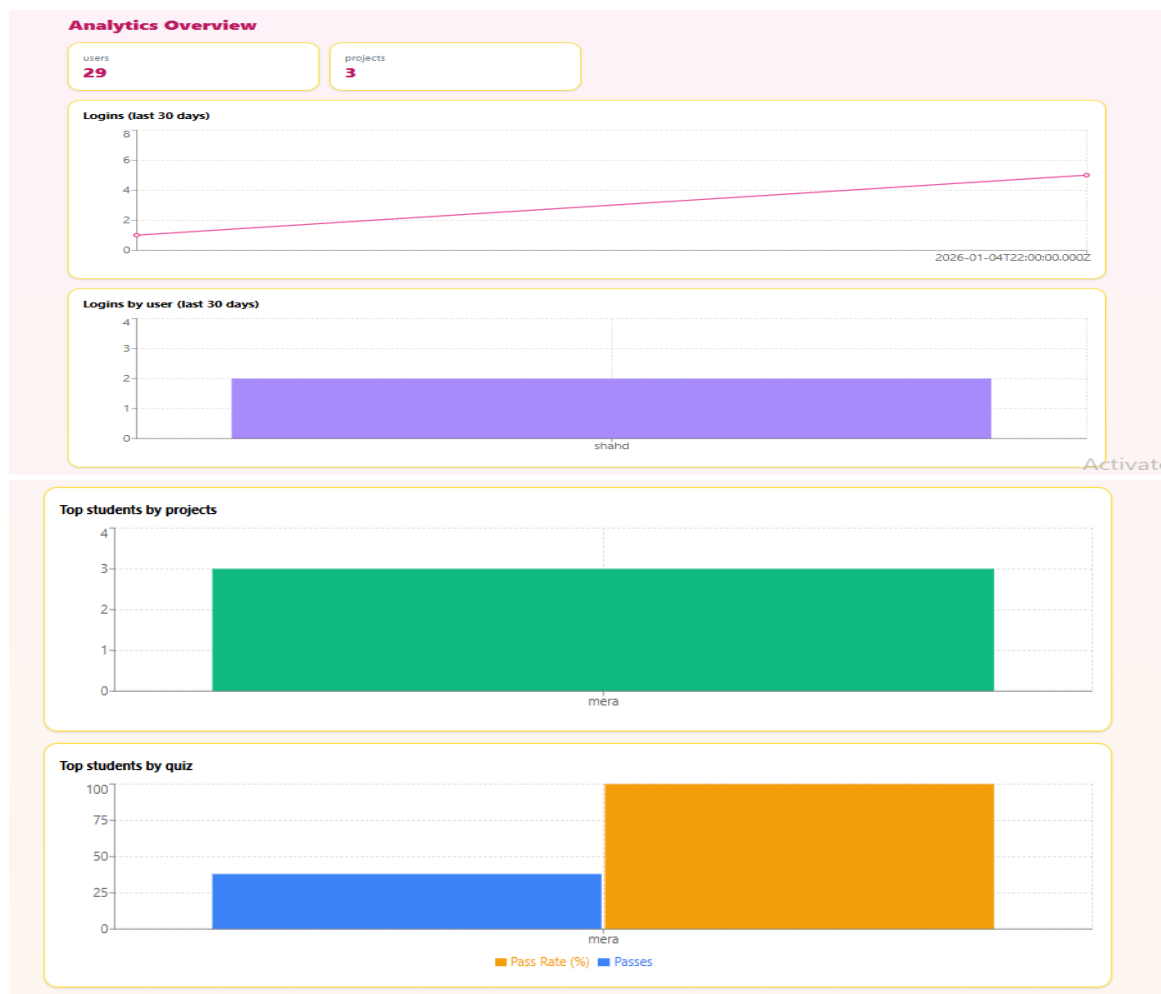 Analytics Overview
users
29
projects
3
Logins (last 30 days)
8
6
4
2
0
2026-01-04T22:00:00.000Z
Logins by user (last 30 days)
4
3
2
1
0
shahd
Activate
Top students by projects
4
3
2
1
0
mera
Top students by quiz
100
75
50
25
0
mera
Pass Rate (%) Passes